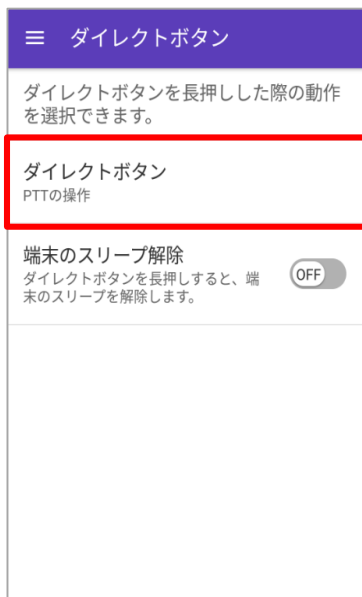 ダイレクトボタン
ダイレクトボタンを長押しした際の動作
を選択できます。
ダイレクトボタン
PTTの操作
端末のスリープ解除
ダイレクトボタンを長押しすると、端
末のスリープを解除します。
OFF